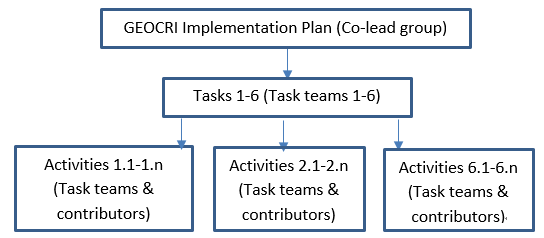 GEOCRI Implementation Plan (Co-lead group)
Tasks 1-6 (Task teams 1-6)
Activities 1.1-1.n
(Task teams &
contributors)
Activities 2.1-2.n
(Task teams &
contributors)
Activities 6.1-6.n
(Task teams &
contributors)